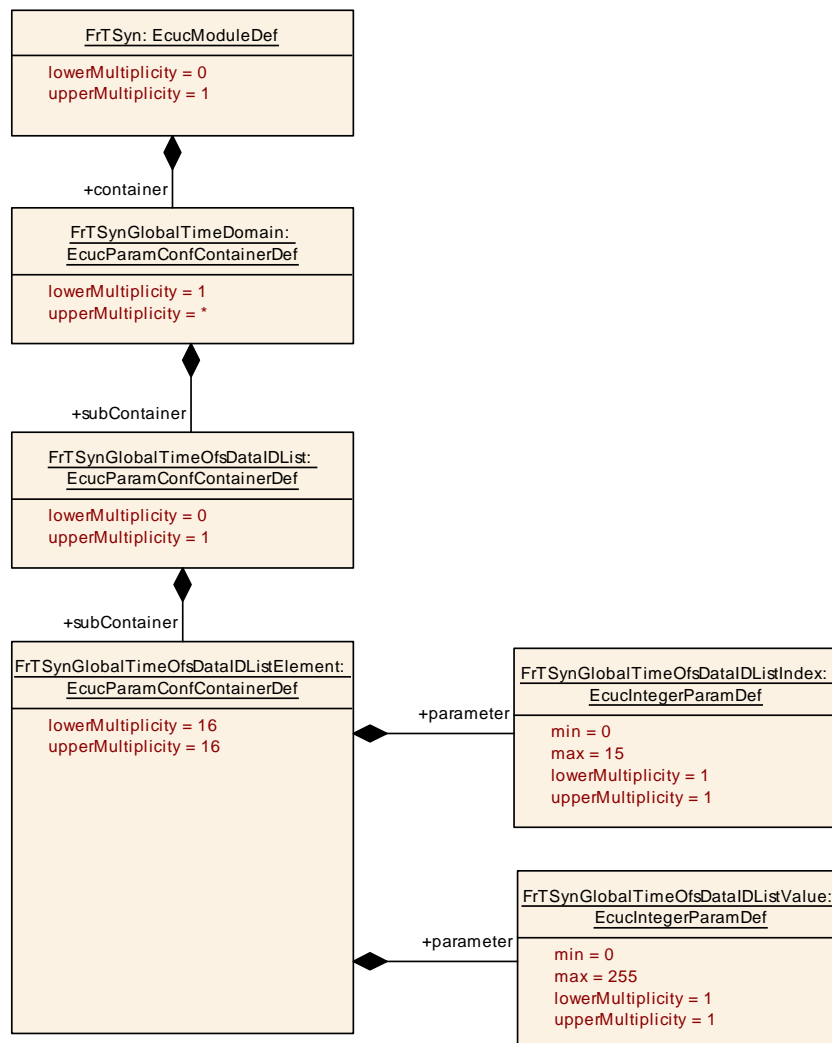 FrTSyn: EcucModuleDef
lowerMultiplicity = 0
upperMultiplicity = 1
+container
FrTSynGlobalTimeDomain:
EcucParamConfContainerDef
lowerMultiplicity = 1
upperMultiplicity = *
+subContainer
FrTSynGlobalTimeOfsDataIDList:
EcucParamConfContainerDef
lowerMultiplicity = 0
upperMultiplicity = 1
+subContainer
FrTSynGlobalTimeOfsDataIDListElement:
EcucParamConfContainerDef
lowerMultiplicity = 16
upperMultiplicity = 16
+parameter
FrTSynGlobalTimeOfsDataIDListIndex:
EcucIntegerParamDef
min = 0
max = 15
lowerMultiplicity = 1
upperMultiplicity = 1
+parameter
FrTSynGlobalTimeOfsDataIDListValue:
EcucIntegerParamDef
min = 0
max = 255
lowerMultiplicity = 1
upperMultiplicity = 1